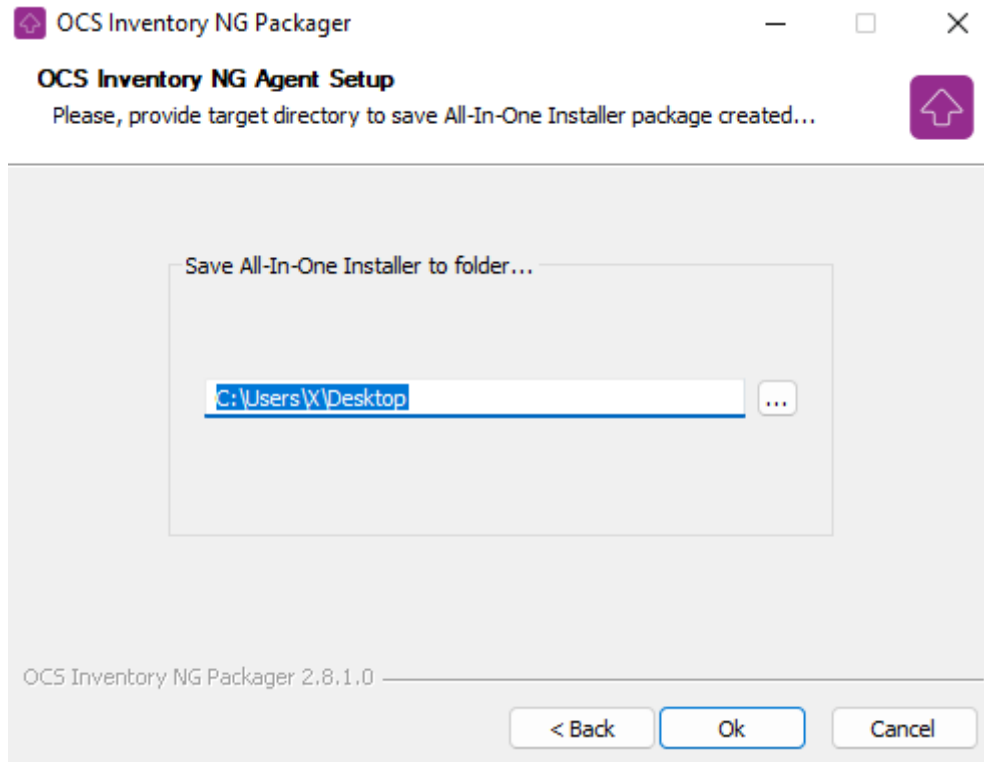 OCS Inventory NG Packager
OCS Inventory NG Agent Setup
Please, provide target directory to save All-In-One Installer package created...
Save All-In-One Installer to folder...
C:\Users\X\Desktop
...
OCS Inventory NG Packager 2.8.1.0
< Back
Ok
Cancel